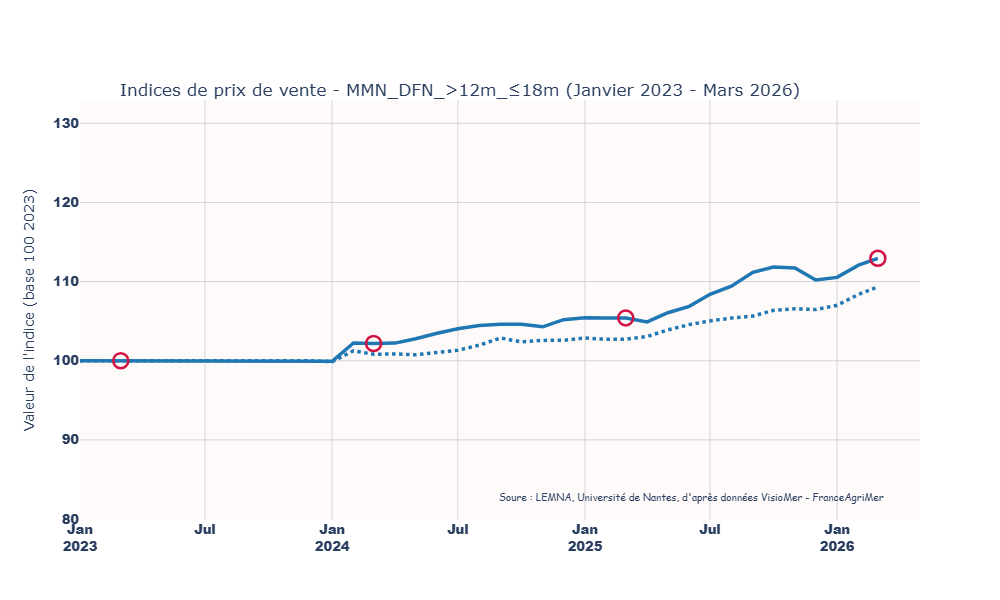 Indices de prix de vente - MMN_DFN_>12m_≤18m (Janvier 2023 - Mars 2026)
Valeur de l'indice (base 100 2023)
130
120
110
100
90
80
Soure : LEMNA, Université de Nantes, d'après données VisioMer - FranceAgriMer
Jan Jul Jan Jul Jan Jul Jan
2023 2024 2025 2026